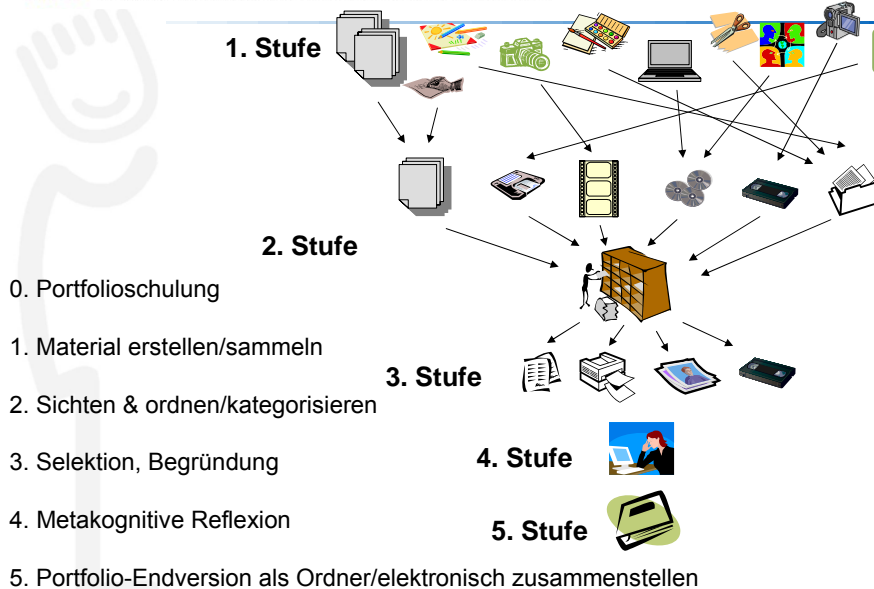 1. Stufe
2. Stufe
0. Portfolioschulung
1. Material erstellen/sammeln
3. Stufe
2. Sichten & ordnen/kategorisieren
4. Stufe
3. Selektion, Begründung
4. Metakognitive Reflexion
5. Stufe
5. Portfolio-Endversion als Ordner/elektronisch zusammenstellen